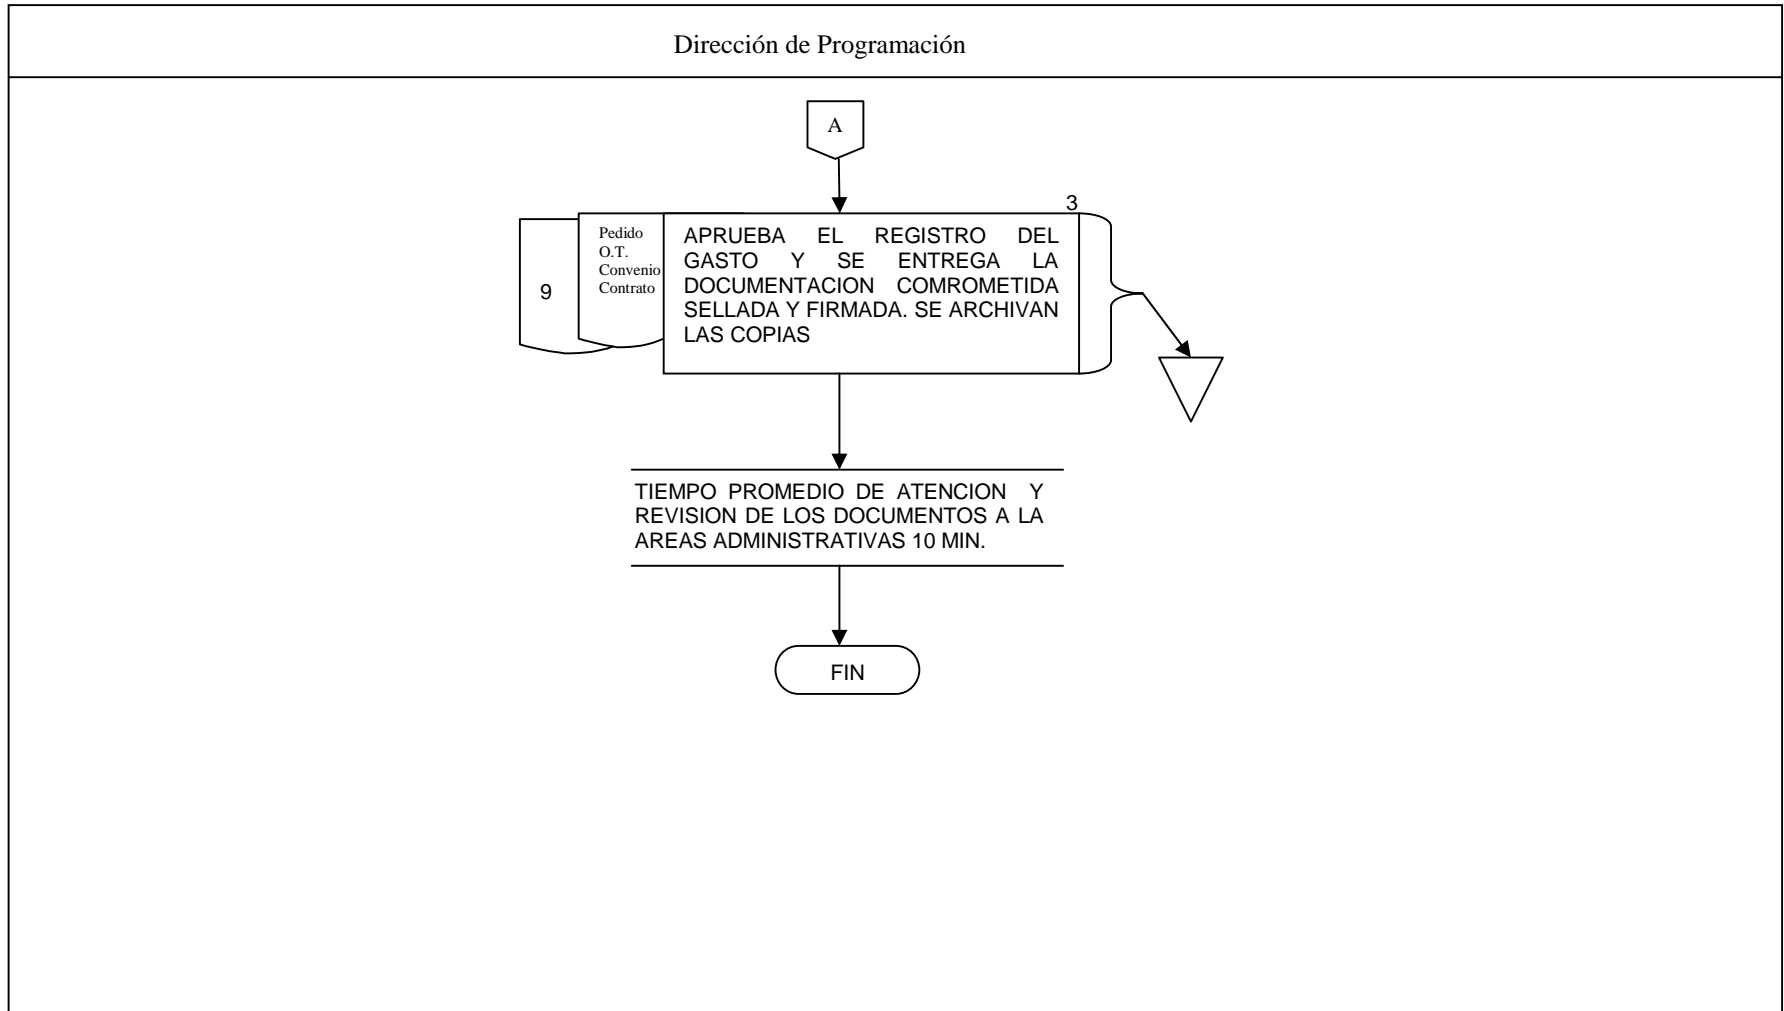 Dirección de Programación
A
3
9
Pedido
O.T.
Convenio
Contrato
APRUEBA EL REGISTRO DEL
GASTO Y SE ENTREGA LA
DOCUMENTACION COMROMETIDA
SELLADA Y FIRMADA. SE ARCHIVAN
LAS COPIAS
TIEMPO PROMEDIO DE ATENCION Y
REVISION DE LOS DOCUMENTOS A LA
AREAS ADMINISTRATIVAS 10 MIN.
FIN